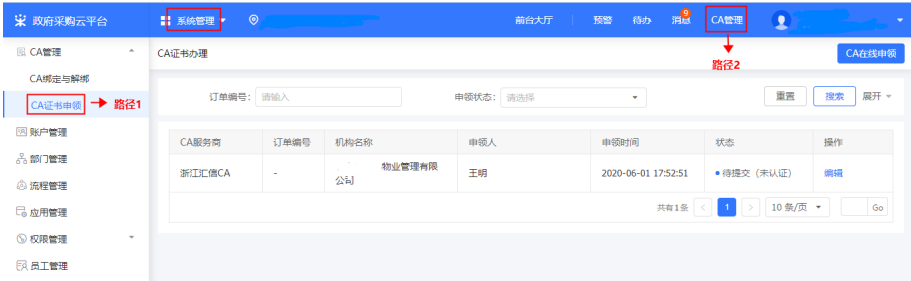 政府采购云平台 系统管理 前台大厅 预警 待办 消息 9 CA管理
路径2
CA管理
CA绑定与解绑
CA证书申领 路径1
账户管理
部门管理
流程管理
应用管理
权限管理
员工管理
CA证书办理 CA在线申领
订单编号: 请输入 申领状态: 请选择 重置 搜索 展开
CA服务商 订单编号 机构名称 申领人 申领时间 状态 操作
浙江汇信CA - 物业管理有限 王明 2020-06-01 17:52:51 待提交（未认证） 编辑
公司
共有1条 < 1 > 10 条/页 Go